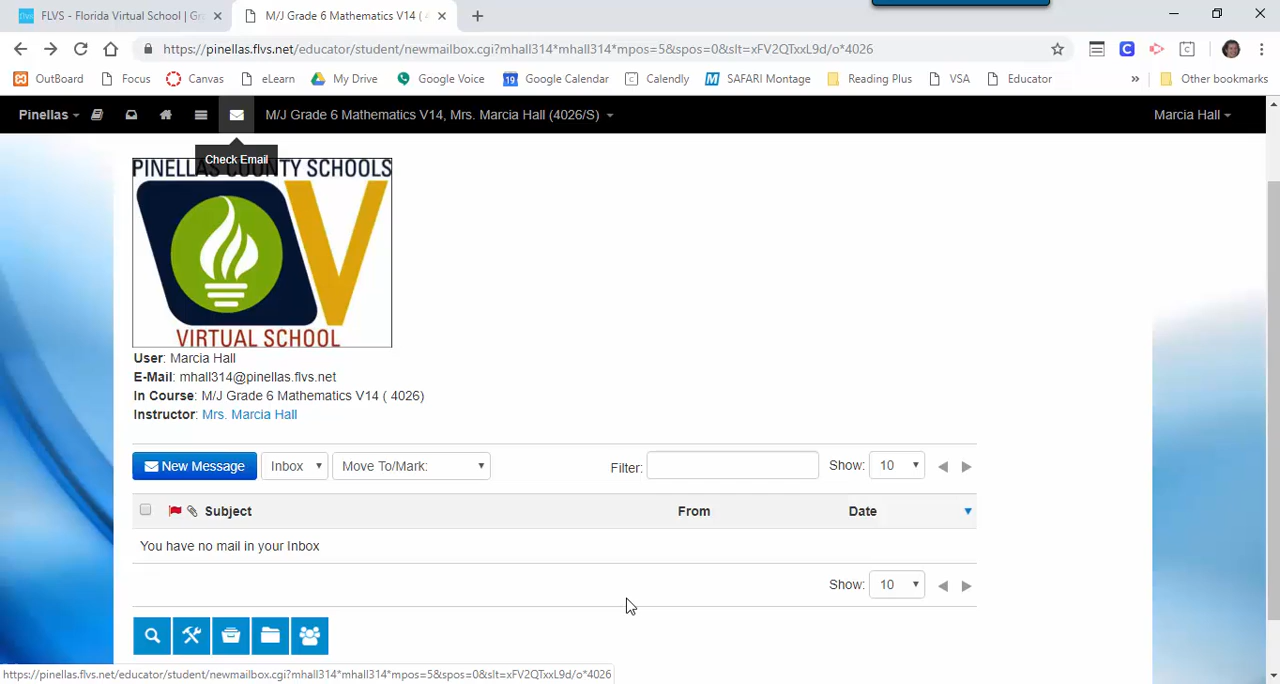 FLVS - Florida Virtual School | Gr
M/J Grade 6 Mathematics V14 ( 4
https://pinellas.flvs.net/educator/student/newmailbox.cgi?mhall314*mhall314*mpos=5&spos=0&slt=xFV2QTxxL9d/o*4026
OutBoard Focus Canvas eLearn My Drive Google Voice 19 Google Calendar C Calendly M SAFARI Montage Reading Plus VSA Educator » Other bookmarks
Pinellas M/J Grade 6 Mathematics V14, Mrs. Marcia Hall (4026/S) Marcia Hall
Check Email
PINELLAS COUNTY SCHOOLS
V
VIRTUAL SCHOOL
User: Marcia Hall
E-Mail: mhall314@pinellas.flvs.net
In Course: M/J Grade 6 Mathematics V14 ( 4026)
Instructor: Mrs. Marcia Hall
New Message Inbox Move To/Mark: Filter: Show: 10
Subject From Date
You have no mail in your Inbox
Show: 10
https://pinellas.flvs.net/educator/student/newmailbox.cgi?mhall314*mhall314*mpos=5&spos=0&slt=xFV2QTxxL9d/o*4026